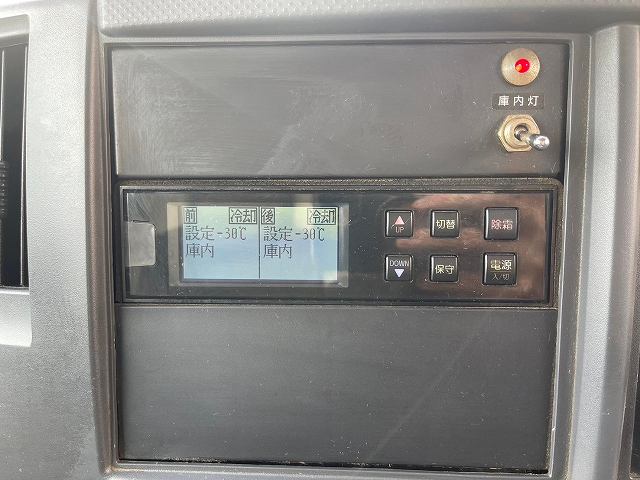 庫内灯
前 冷却 後 冷却
設定-30℃ 設定-30℃
庫内 庫内
UP 切替 除霜
DOWN 保守 電源
入/切